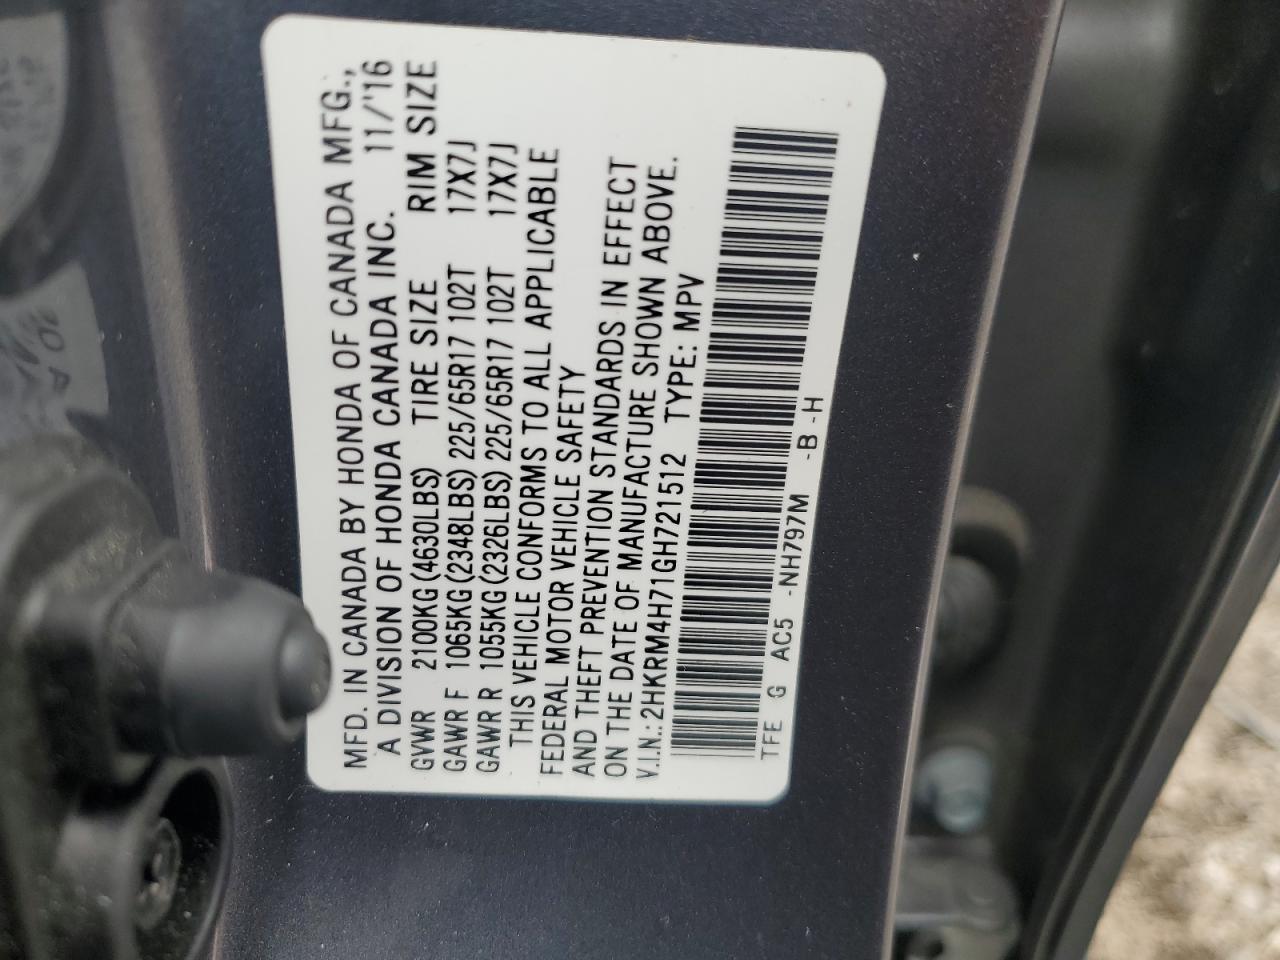 MFD. IN CANADA BY HONDA OF CANADA MFG.,
A DIVISION OF HONDA CANADA INC. 11/'16
GVWR 2100KG(4630LBS) TIRE SIZE RIM SIZE
GAWR F 1065KG(2348LBS) 225/65R17 102T 17X7J
GAWR R 1055KG(2326LBS) 225/65R17 102T 17X7J
THIS VEHICLE CONFORMS TO ALL APPLICABLE
FEDERAL MOTOR VEHICLE SAFETY
AND THEFT PREVENTION STANDARDS IN EFFECT
ON THE DATE OF MANUFACTURE SHOWN ABOVE.
V.I.N.: 2HKRM4H71GH721512 TYPE: MPV
TFE G AC5 -NH797M -B -H